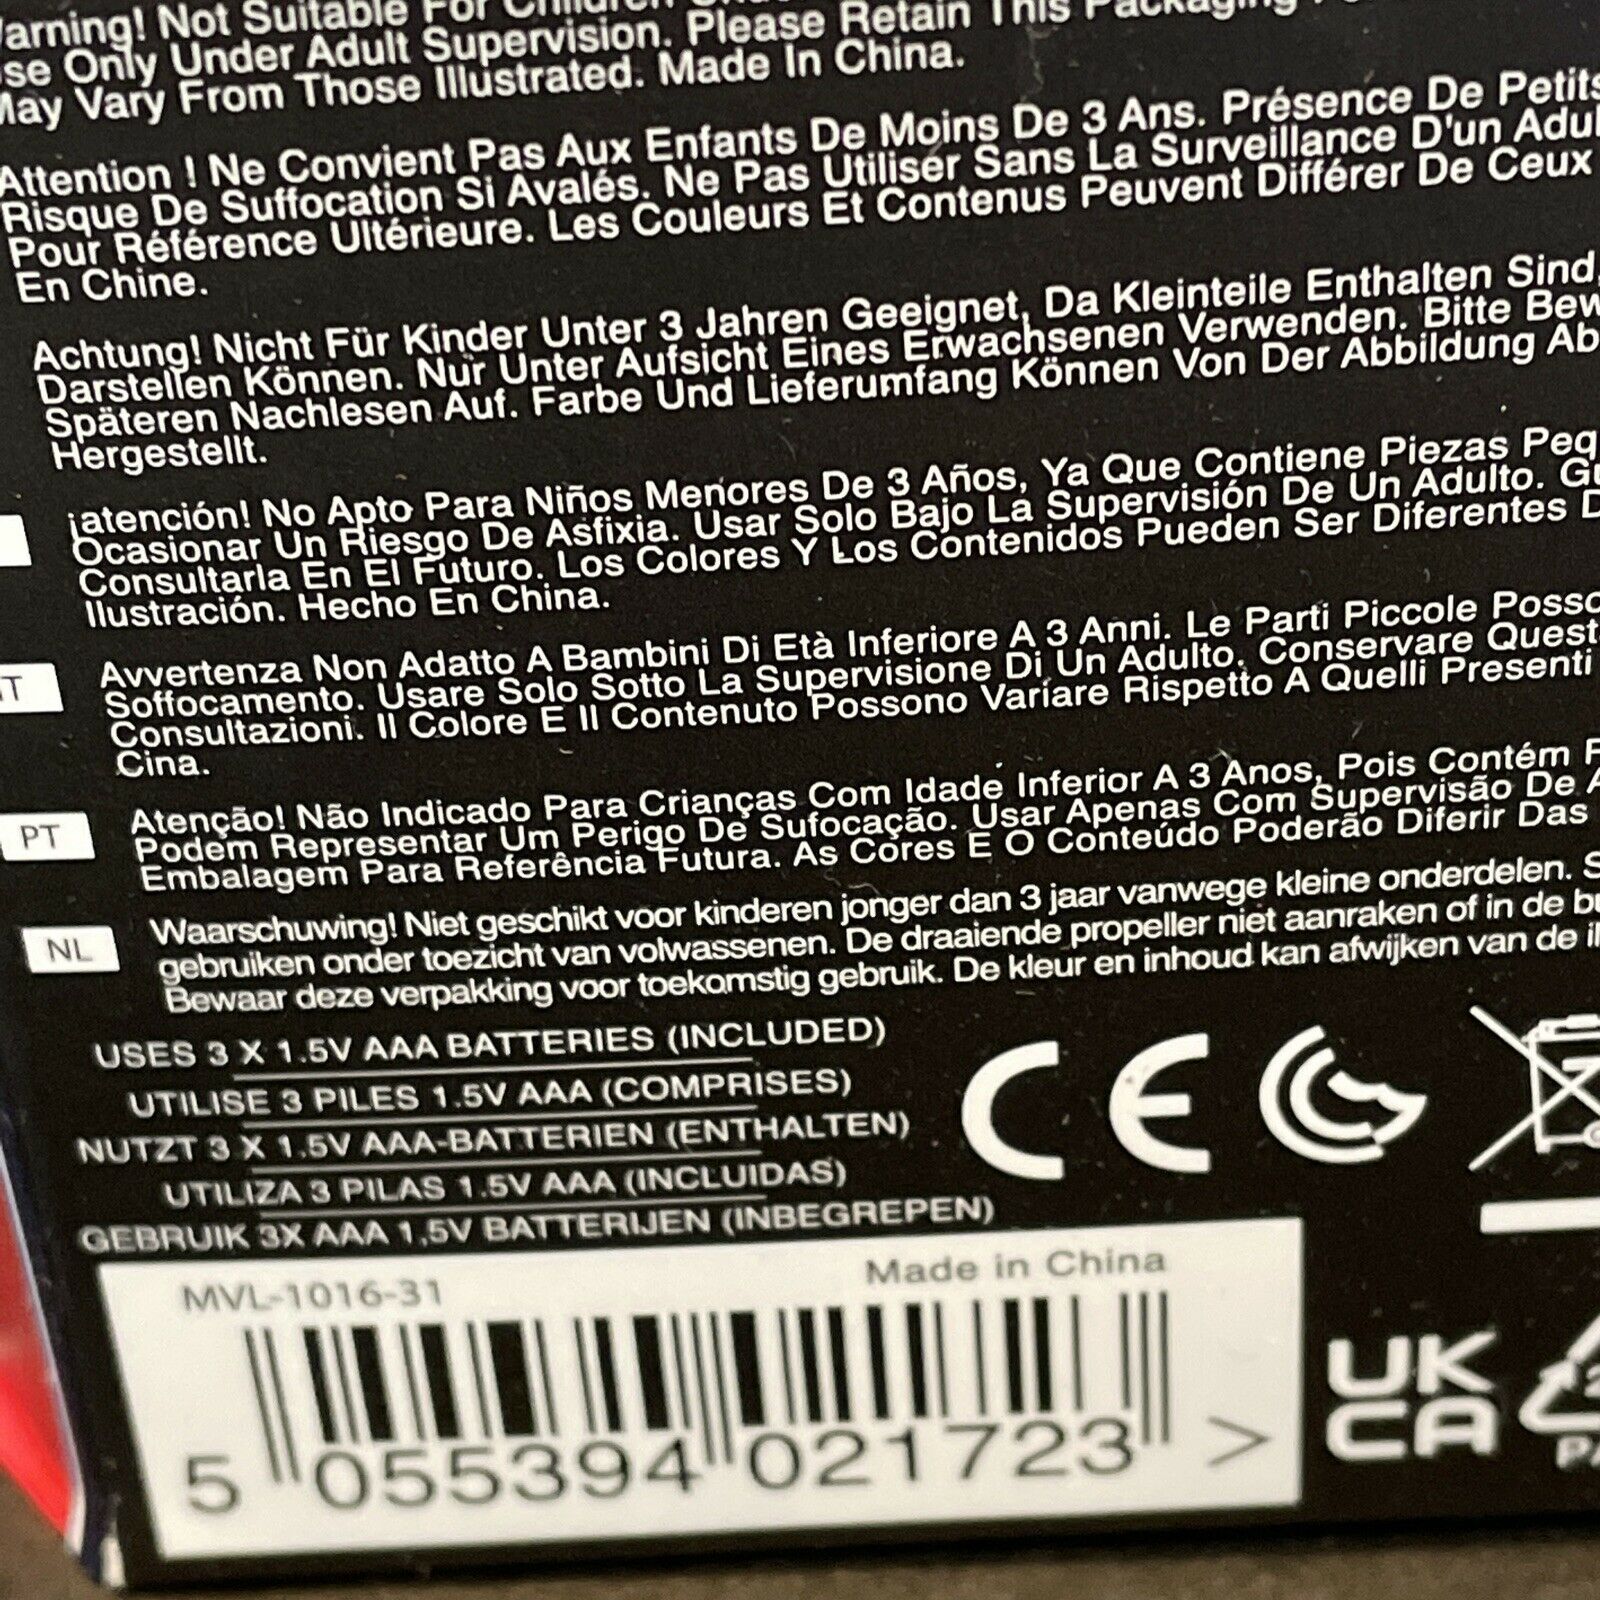 Warning! Not Suitable For Children
Use Only Under Adult Supervision. Please Retain This Packaging
May Vary From Those Illustrated. Made In China.
Attention ! Ne Convient Pas Aux Enfants De Moins De 3 Ans. Présence De Petits
Risque De Suffocation Si Avalés. Ne Pas Utiliser Sans La Surveillance D'un Adul
Pour Référence Ultérieure. Les Couleurs Et Contenus Peuvent Différer De Ceux
En Chine.
Achtung! Nicht Für Kinder Unter 3 Jahren Geeignet, Da Kleinteile Enthalten Sind,
Darstellen Können. Nur Unter Aufsicht Eines Erwachsenen Verwenden. Bitte Bew
Späteren Nachlesen Auf. Farbe Und Lieferumfang Können Von Der Abbildung Ab
Hergestellt.
¡atención! No Apto Para Niños Menores De 3 Años, Ya Que Contiene Piezas Peq
Ocasionar Un Riesgo De Asfixia. Usar Solo Bajo La Supervisión De Un Adulto. Gu
Consultarla En El Futuro. Los Colores Y Los Contenidos Pueden Ser Diferentes D
Ilustración. Hecho En China.
IT Avvertenza Non Adatto A Bambini Di Età Inferiore A 3 Anni. Le Parti Piccole Posso
Soffocamento. Usare Solo Sotto La Supervisione Di Un Adulto. Conservare Quest
Consultazioni. Il Colore E Il Contenuto Possono Variare Rispetto A Quelli Presenti
Cina.
PT Atenção! Não Indicado Para Crianças Com Idade Inferior A 3 Anos, Pois Contém P
Podem Representar Um Perigo De Sufocação. Usar Apenas Com Supervisão De A
Embalagem Para Referência Futura. As Cores E O Conteúdo Poderão Diferir Das
NL Waarschuwing! Niet geschikt voor kinderen jonger dan 3 jaar vanwege kleine onderdelen. S
gebruiken onder toezicht van volwassenen. De draaiende propeller niet aanraken of in de bu
Bewaar deze verpakking voor toekomstig gebruik. De kleur en inhoud kan afwijken van de il
USES 3 X 1.5V AAA BATTERIES (INCLUDED)
UTILISE 3 PILES 1.5V AAA (COMPRISES)
NUTZT 3 X 1.5V AAA-BATTERIEN (ENTHALTEN)
UTILIZA 3 PILAS 1.5V AAA (INCLUIDAS)
GEBRUIK 3X AAA 1,5V BATTERIJEN (INBEGREPEN)
CE
MVL-1016-31 Made in China
5 055394 021723 >
UK
CA